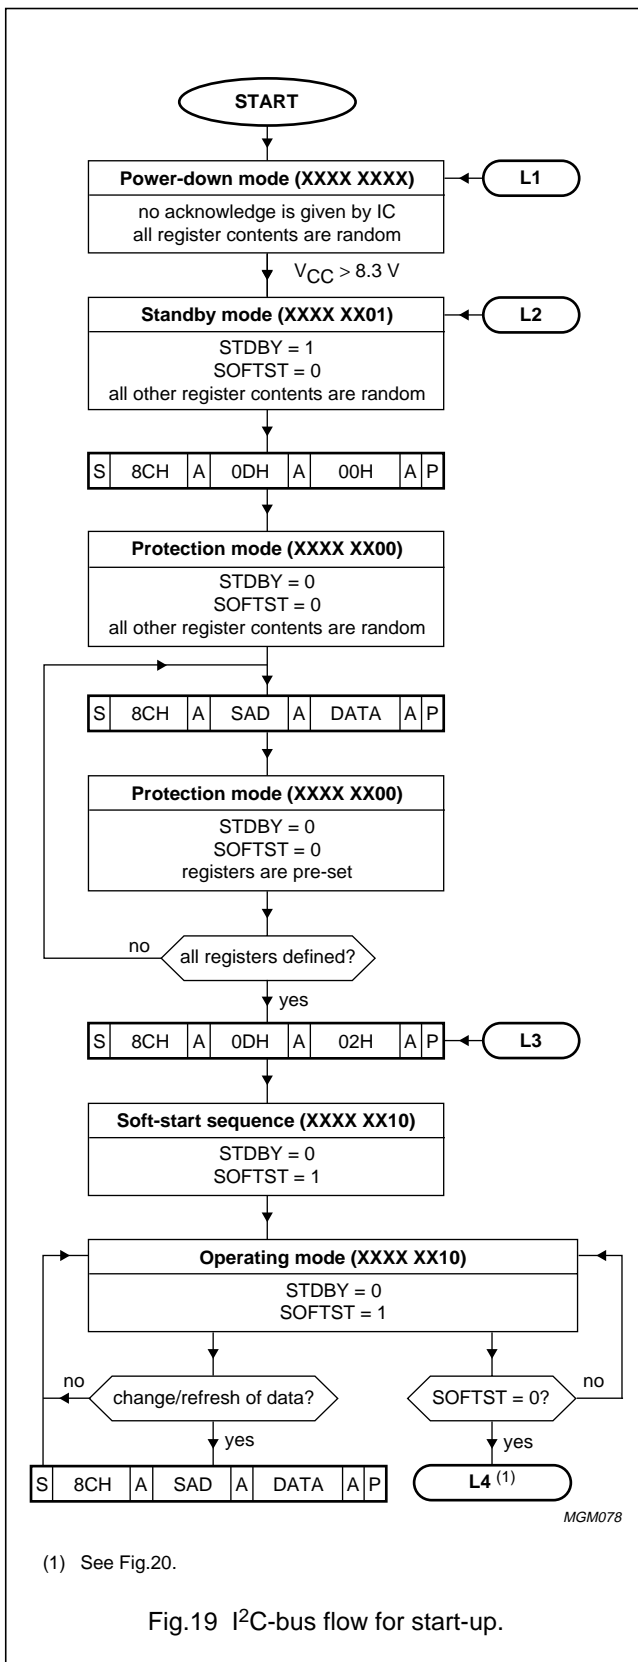 START
Power-down mode (XXXX XXXX)
L1
no acknowledge is given by IC
all register contents are random
VCC > 8.3 V
Standby mode (XXXX XX01)
L2
STDBY = 1
SOFTST = 0
all other register contents are random
S 8CH A 0DH A 00H A P
Protection mode (XXXX XX00)
STDBY = 0
SOFTST = 0
all other register contents are random
S 8CH A SAD A DATA A P
Protection mode (XXXX XX00)
STDBY = 0
SOFTST = 0
registers are pre-set
no
all registers defined?
yes
S 8CH A 0DH A 02H A P
L3
Soft-start sequence (XXXX XX10)
STDBY = 0
SOFTST = 1
Operating mode (XXXX XX10)
STDBY = 0
SOFTST = 1
no
change/refresh of data?
SOFTST = 0?
no
yes
yes
S 8CH A SAD A DATA A P
L4 (1)
MGM078
(1) See Fig.20.
Fig.19 I²C-bus flow for start-up.